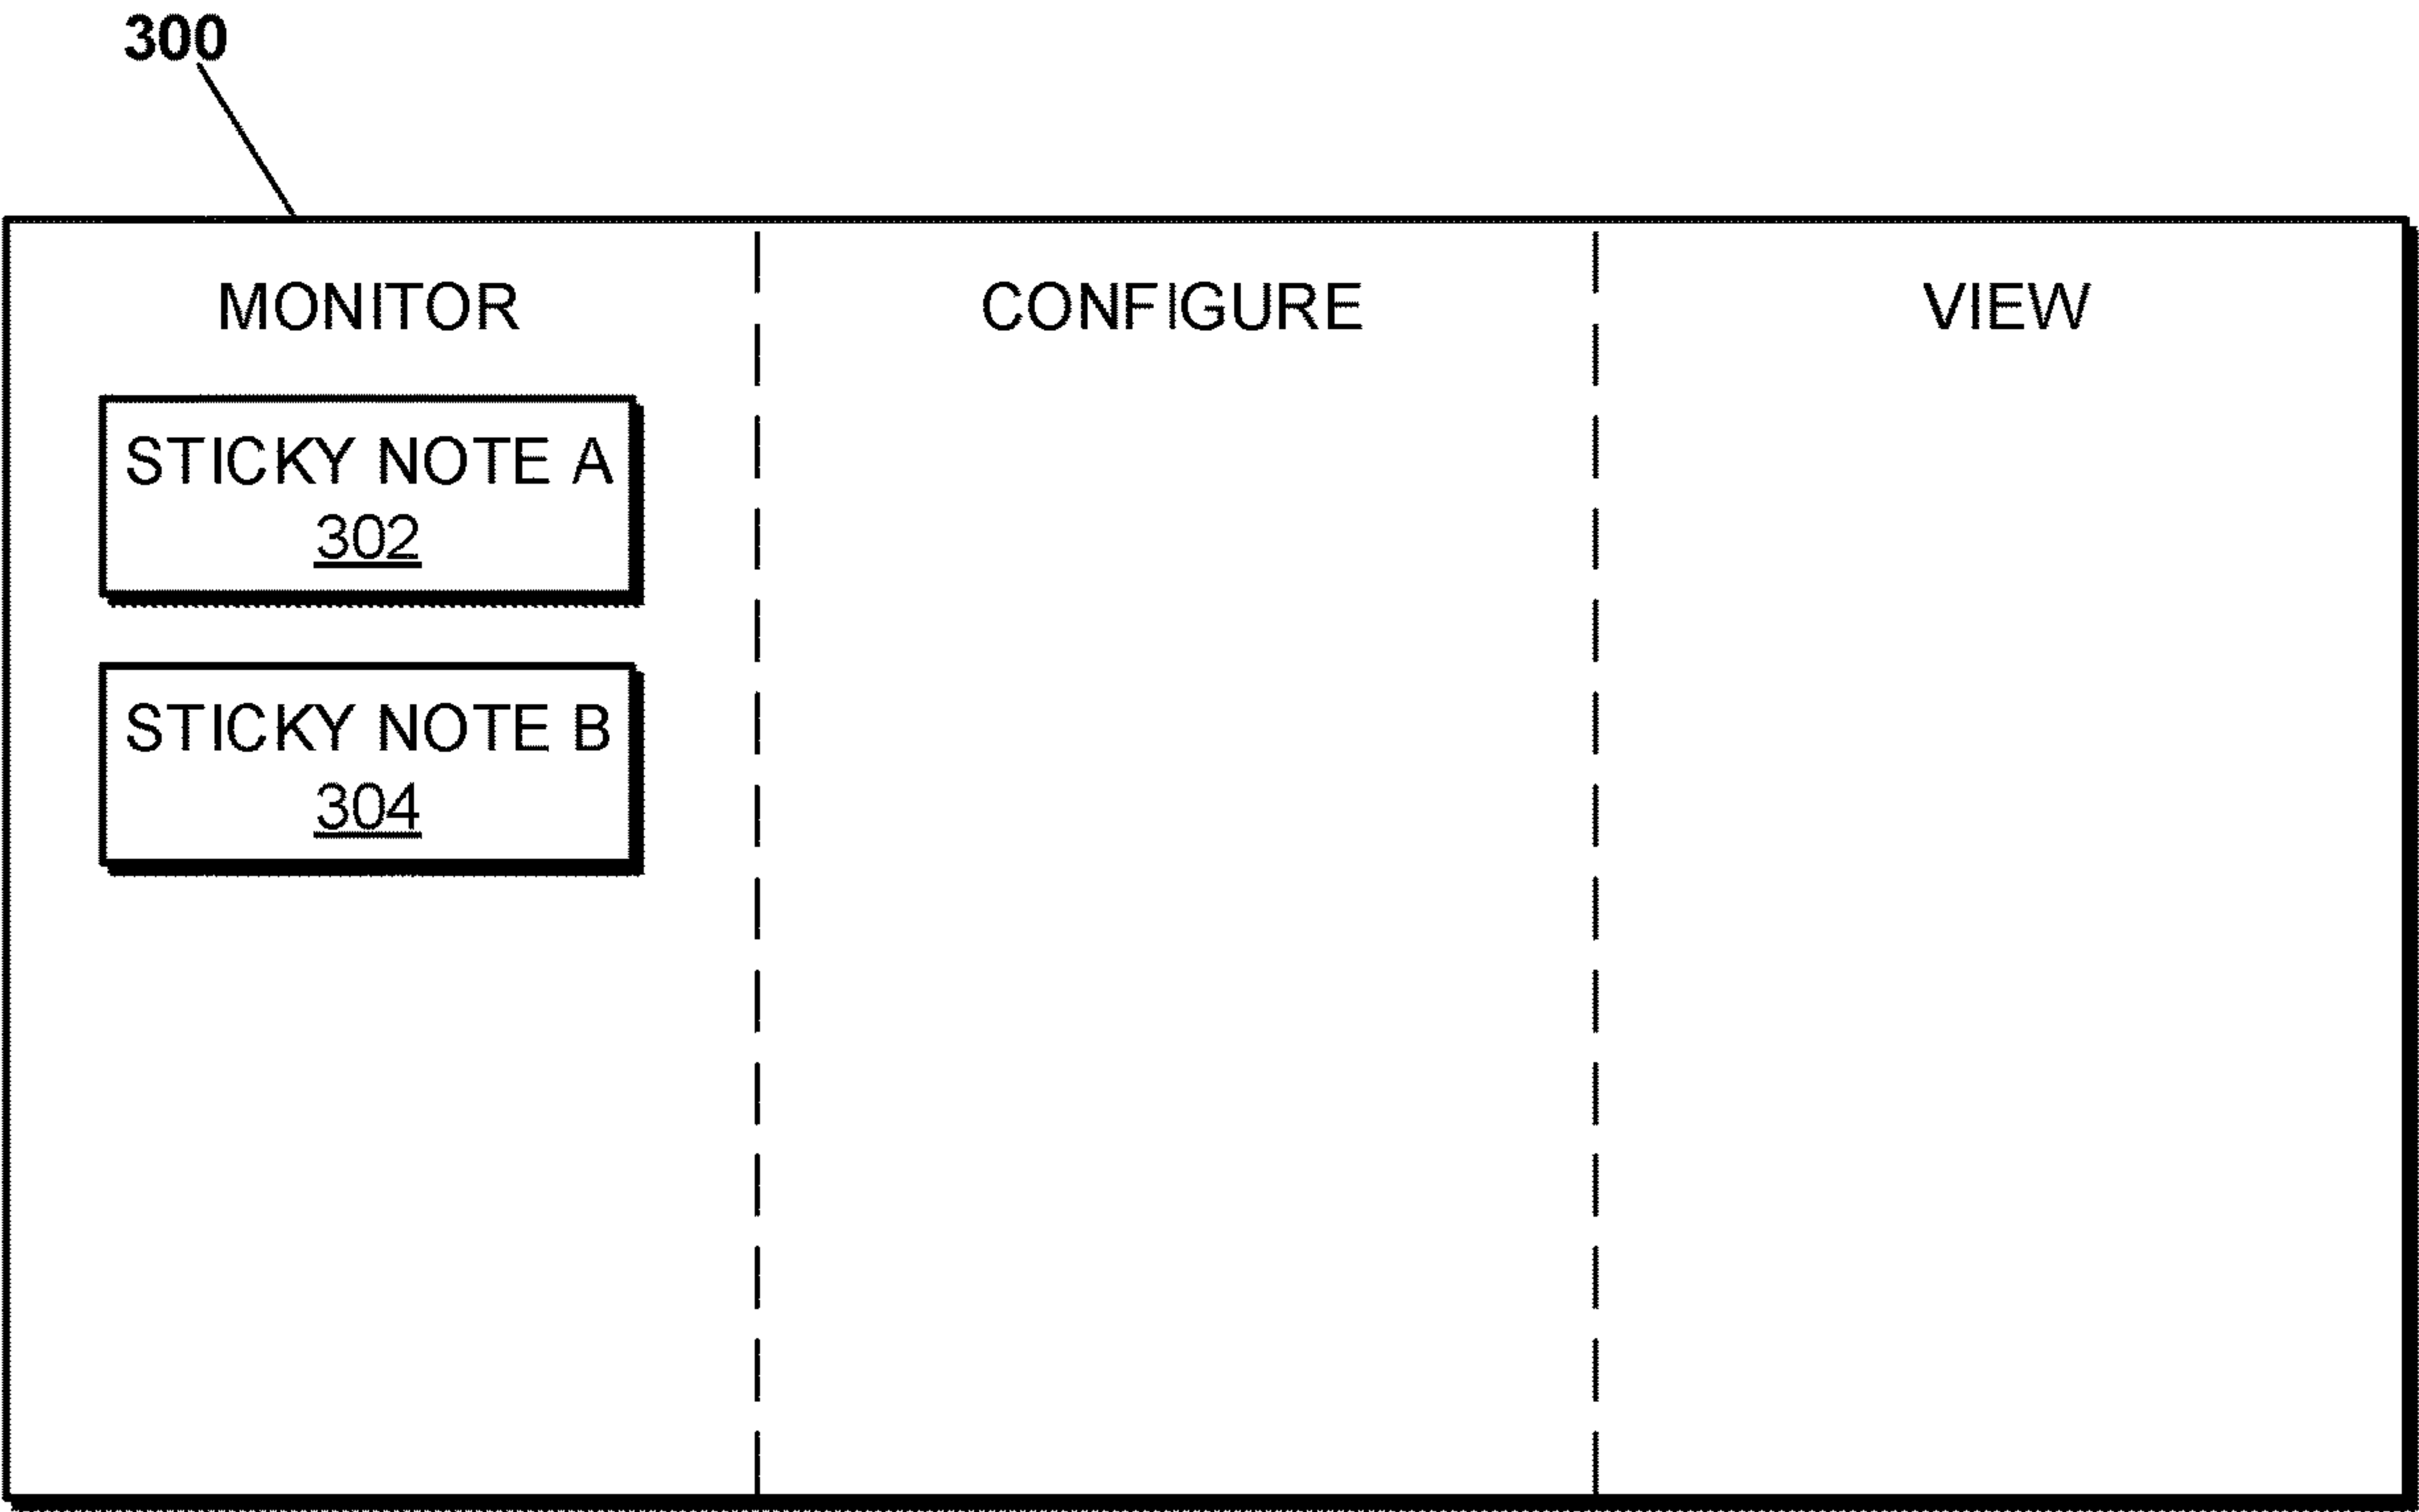 300
MONITOR
CONFIGURE
VIEW
STICKY NOTE A
302
STICKY NOTE B
304